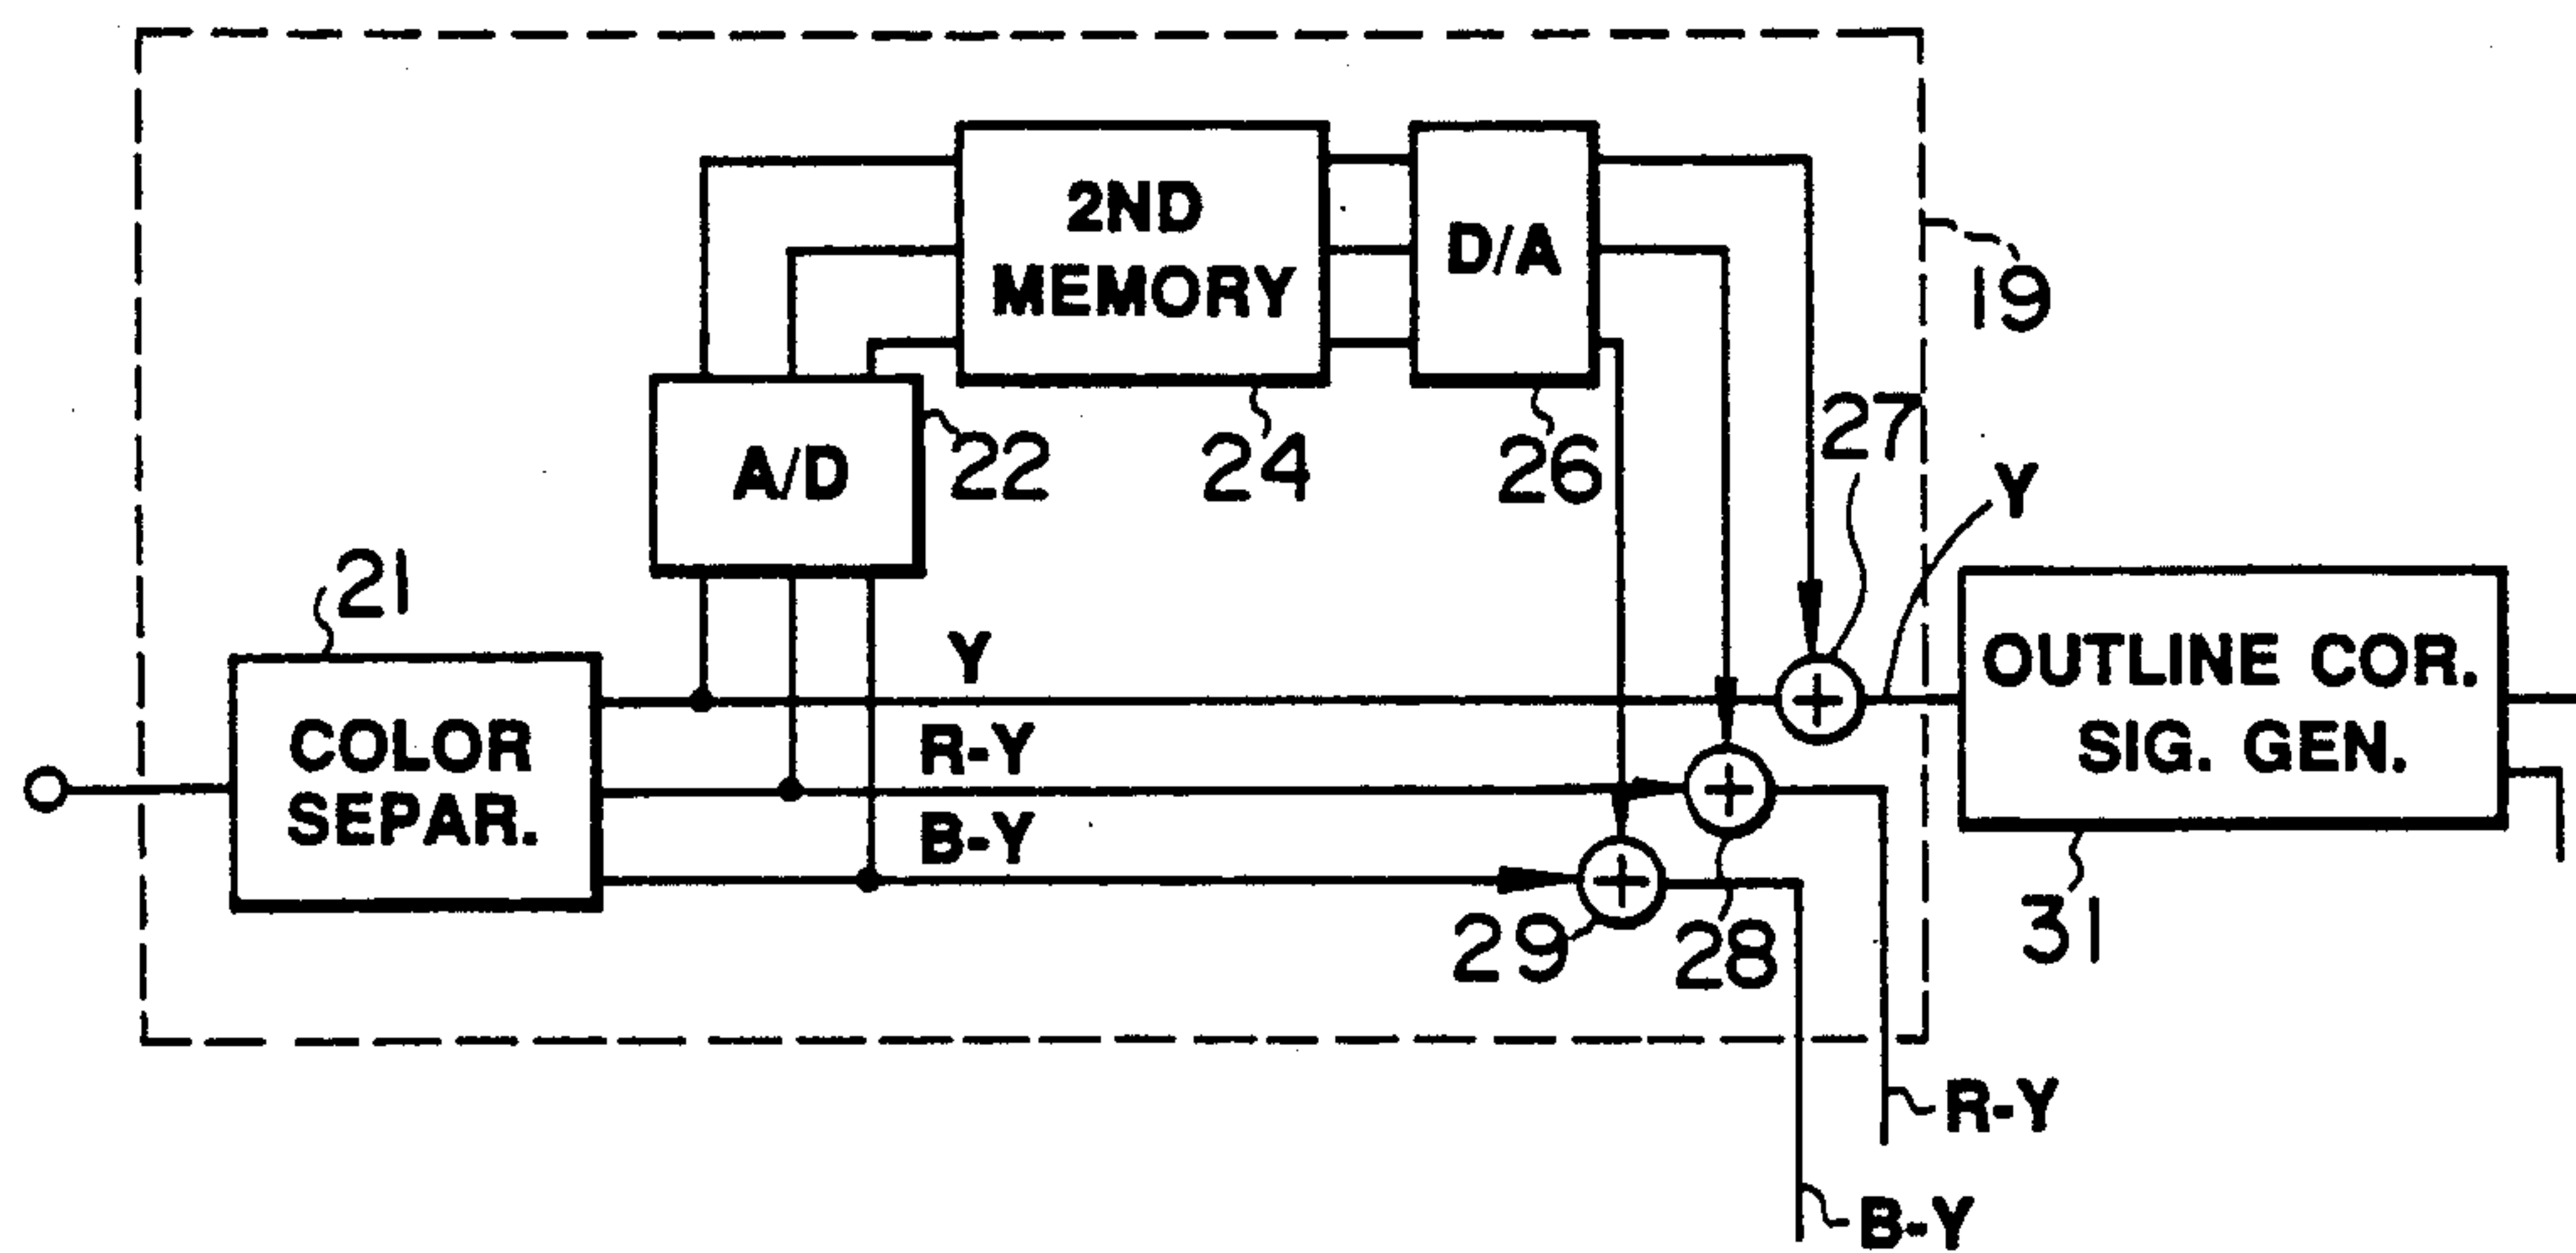 2ND
MEMORY
D/A
19
A/D
22
24
26
27
Y
21
Y
COLOR
SEPAR.
R-Y
B-Y
OUTLINE COR.
SIG. GEN.
29
28
31
R-Y
B-Y